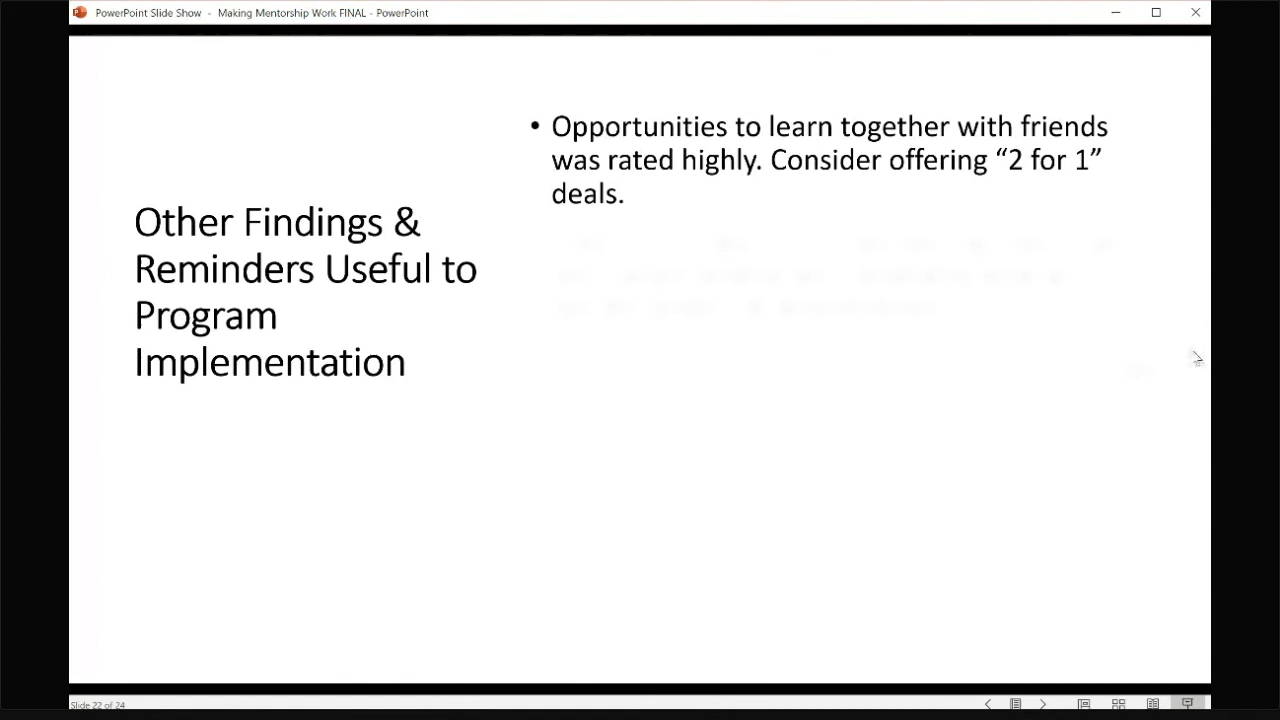 PowerPoint Slide Show - Making Mentorship Work FINAL - PowerPoint
Other Findings &
Reminders Useful to
Program
Implementation
• Opportunities to learn together with friends
was rated highly. Consider offering “2 for 1”
deals.
Slide 22 of 24